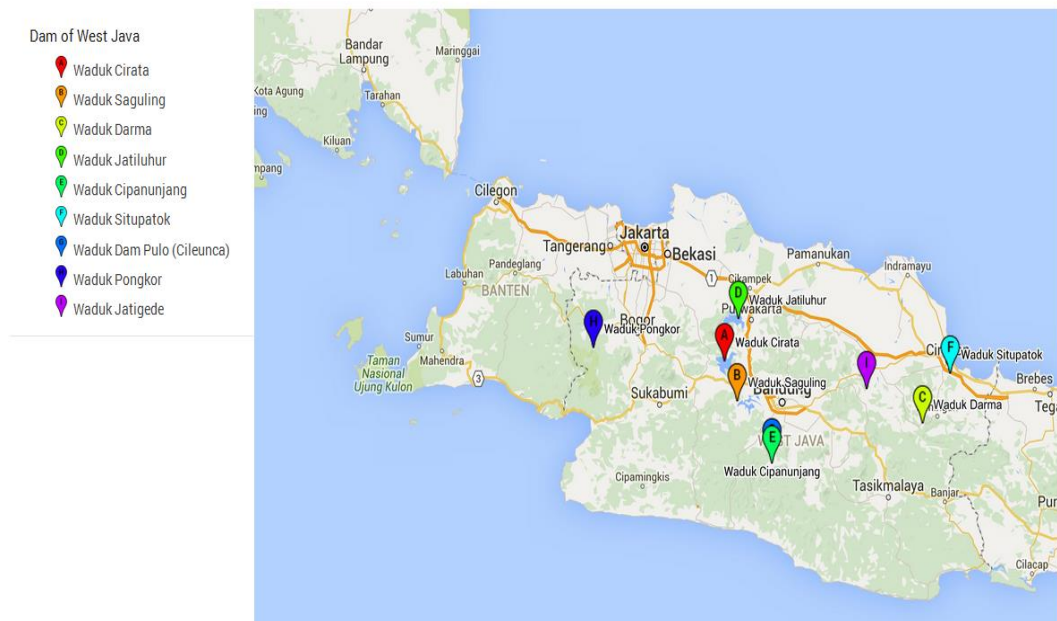 Dam of West Java
A Waduk Cirata
B Waduk Saguling
C Waduk Darma
D Waduk Jatiluhur
E Waduk Cipanunjang
F Waduk Situpatok
G Waduk Dam Pulo (Cileunca)
H Waduk Pongkor
I Waduk Jatigede
Bandar
Lampung
Maringgai
Kota Agung
Tarahan
Kiluan
Cilegon
Jakarta
Tangerang
Bekasi
Pamanukan
Pandeglang
Labuhan
BANTEN
1
Cikampek
Indramayu
D
Waduk Jatiluhur
Purwakarta
H
Bogor
Waduk Pongkor
A
Waduk Cirata
F
Waduk Situpatok
Sumur
Mahendra
Taman
Nasional
Ujung Kulon
3
Sukabumi
B
Waduk Saguling
Bandung
I
C
Waduk Darma
Brebes
E
WEST JAVA
Waduk Cipanunjang
Cipamingkis
Tasikmalaya
Banjar
Cilacap